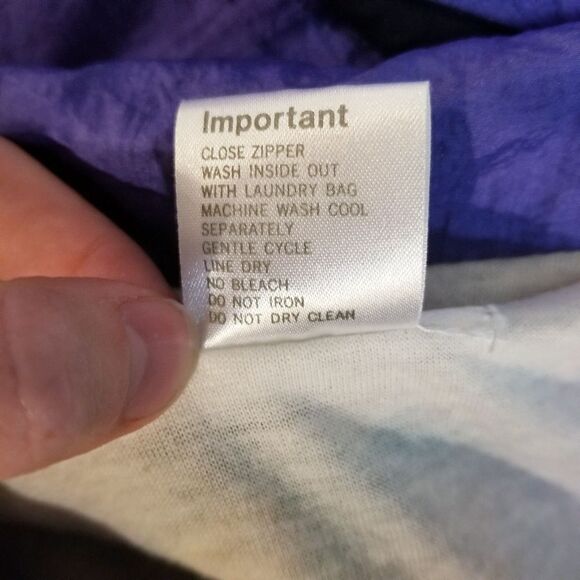 Important
CLOSE ZIPPER
WASH INSIDE OUT
WITH LAUNDRY BAG
MACHINE WASH COOL
SEPARATELY
GENTLE CYCLE
LINE DRY
NO BLEACH
DO NOT IRON
DO NOT DRY CLEAN